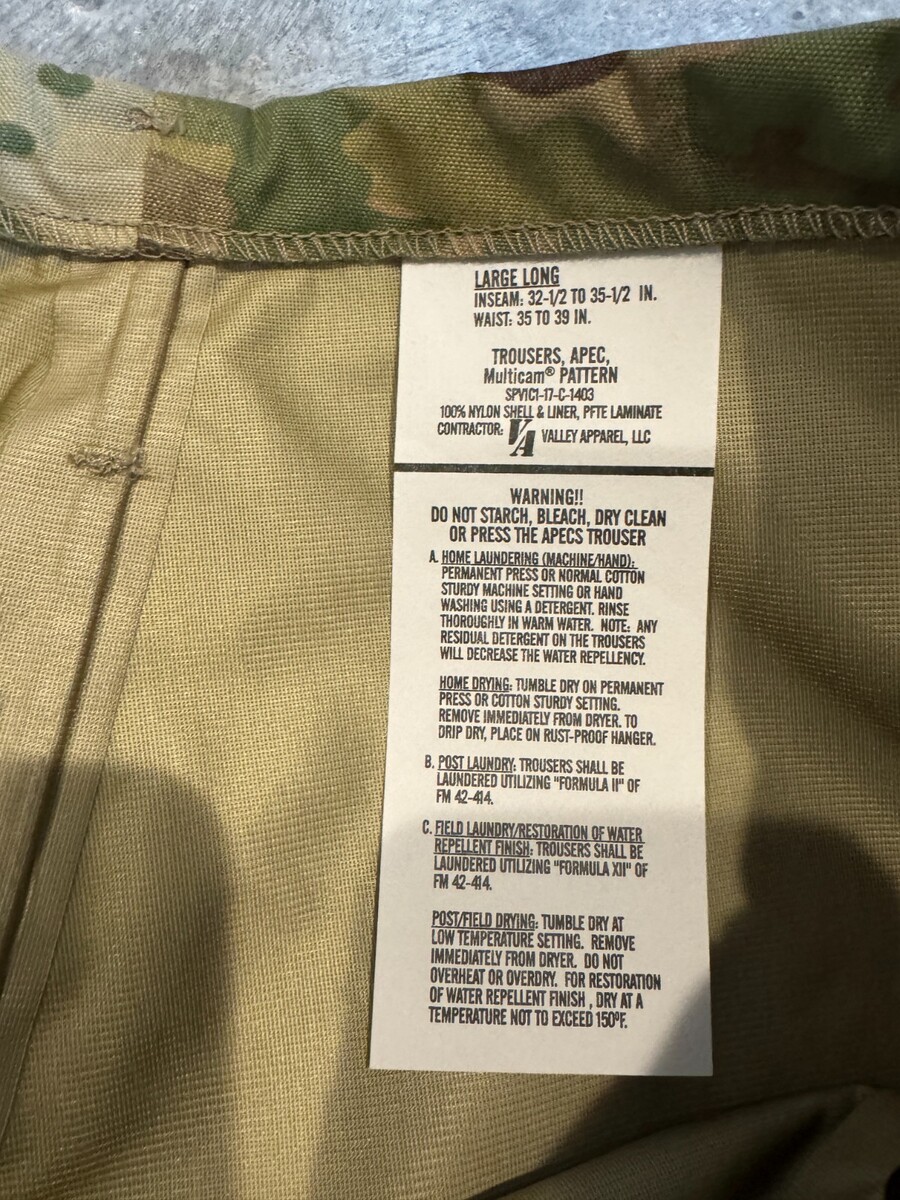 LARGE LONG
INSEAM: 32-1/2 TO 35-1/2 IN.
WAIST: 35 TO 39 IN.
TROUSERS, APEC,
Multicam® PATTERN
SPVIC1-17-C-1403
100% NYLON SHELL & LINER, PFTE LAMINATE
CONTRACTOR: VA VALLEY APPAREL, LLC
WARNING!!
DO NOT STARCH, BLEACH, DRY CLEAN
OR PRESS THE APECS TROUSER
A. HOME LAUNDERING (MACHINE/HAND):
PERMANENT PRESS OR NORMAL COTTON
STURDY MACHINE SETTING OR HAND
WASHING USING A DETERGENT. RINSE
THOROUGHLY IN WARM WATER. NOTE: ANY
RESIDUAL DETERGENT ON THE TROUSERS
WILL DECREASE THE WATER REPELLENCY.
HOME DRYING: TUMBLE DRY ON PERMANENT
PRESS OR COTTON STURDY SETTING.
REMOVE IMMEDIATELY FROM DRYER. TO
DRIP DRY, PLACE ON RUST-PROOF HANGER.
B. POST LAUNDRY: TROUSERS SHALL BE
LAUNDERED UTILIZING "FORMULA II" OF
FM 42-414.
C. FIELD LAUNDRY/RESTORATION OF WATER
REPELLENT FINISH: TROUSERS SHALL BE
LAUNDERED UTILIZING "FORMULA XII" OF
FM 42-414.
POST/FIELD DRYING: TUMBLE DRY AT
LOW TEMPERATURE SETTING. REMOVE
IMMEDIATELY FROM DRYER. DO NOT
OVERHEAT OR OVERDRY. FOR RESTORATION
OF WATER REPELLENT FINISH , DRY AT A
TEMPERATURE NOT TO EXCEED 150ºF.